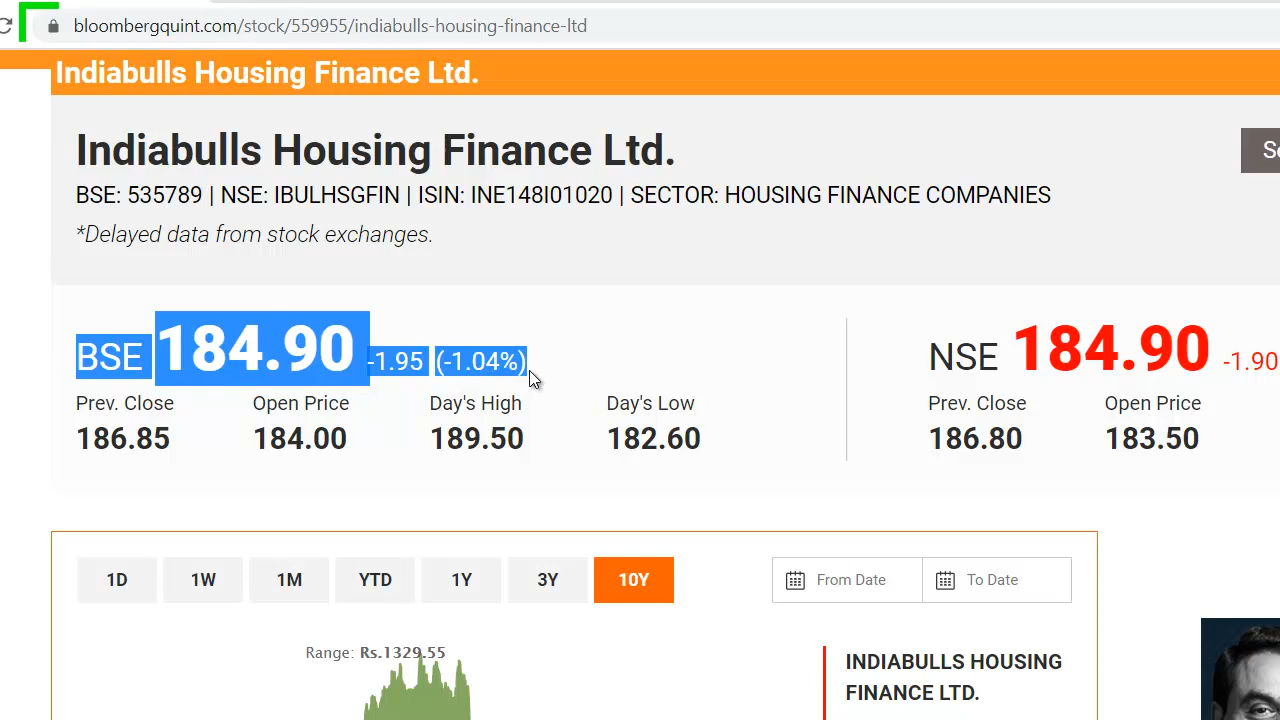 bloombergquint.com/stock/559955/indiabulls-housing-finance-ltd
Indiabulls Housing Finance Ltd.
Indiabulls Housing Finance Ltd.
BSE: 535789 | NSE: IBULHSGFIN | ISIN: INE148I01020 | SECTOR: HOUSING FINANCE COMPANIES
*Delayed data from stock exchanges.
BSE 184.90 -1.95 (-1.04%)
Prev. Close Open Price Day's High Day's Low
186.85 184.00 189.50 182.60
NSE 184.90 -1.90
Prev. Close Open Price
186.80 183.50
1D 1W 1M YTD 1Y 3Y 10Y
From Date To Date
Range: Rs.1329.55
INDIABULLS HOUSING
FINANCE LTD.